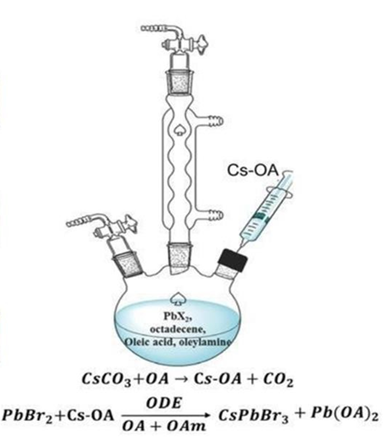 Cs-OA
PbX₂,
octadecene,
Oleic acid, oleylamine
CsCO₃+OA → Cs-OA + CO₂
PbBr₂+Cs-OA ODE/OA + OAm → CsPbBr₃ + Pb(OA)₂